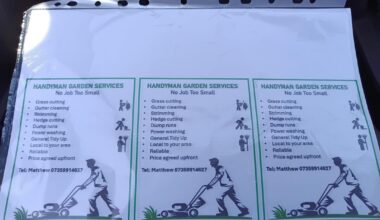 HANDYMAN GARDEN SERVICES
No Job Too Small
Grass cutting
Gutter cleaning
Strimming
Hedge cutting
Dump runs
Power washing
General Tidy Up
Local to your area
Reliable
Price agreed upfront
Tel: Matthew 07359914627
HANDYMAN GARDEN SERVICES
No Job Too Small
Grass cutting
Gutter cleaning
Strimming
Hedge cutting
Dump runs
Power washing
General Tidy Up
Local to your area
Reliable
Price agreed upfront
Tel: Matthew 07359914627
HANDYMAN GARDEN SERVICES
No Job Too Small
Grass cutting
Gutter cleaning
Strimming
Hedge cutting
Dump runs
Power washing
General Tidy Up
Local to your area
Reliable
Price agreed upfront
Tel: Matthew 07359914627